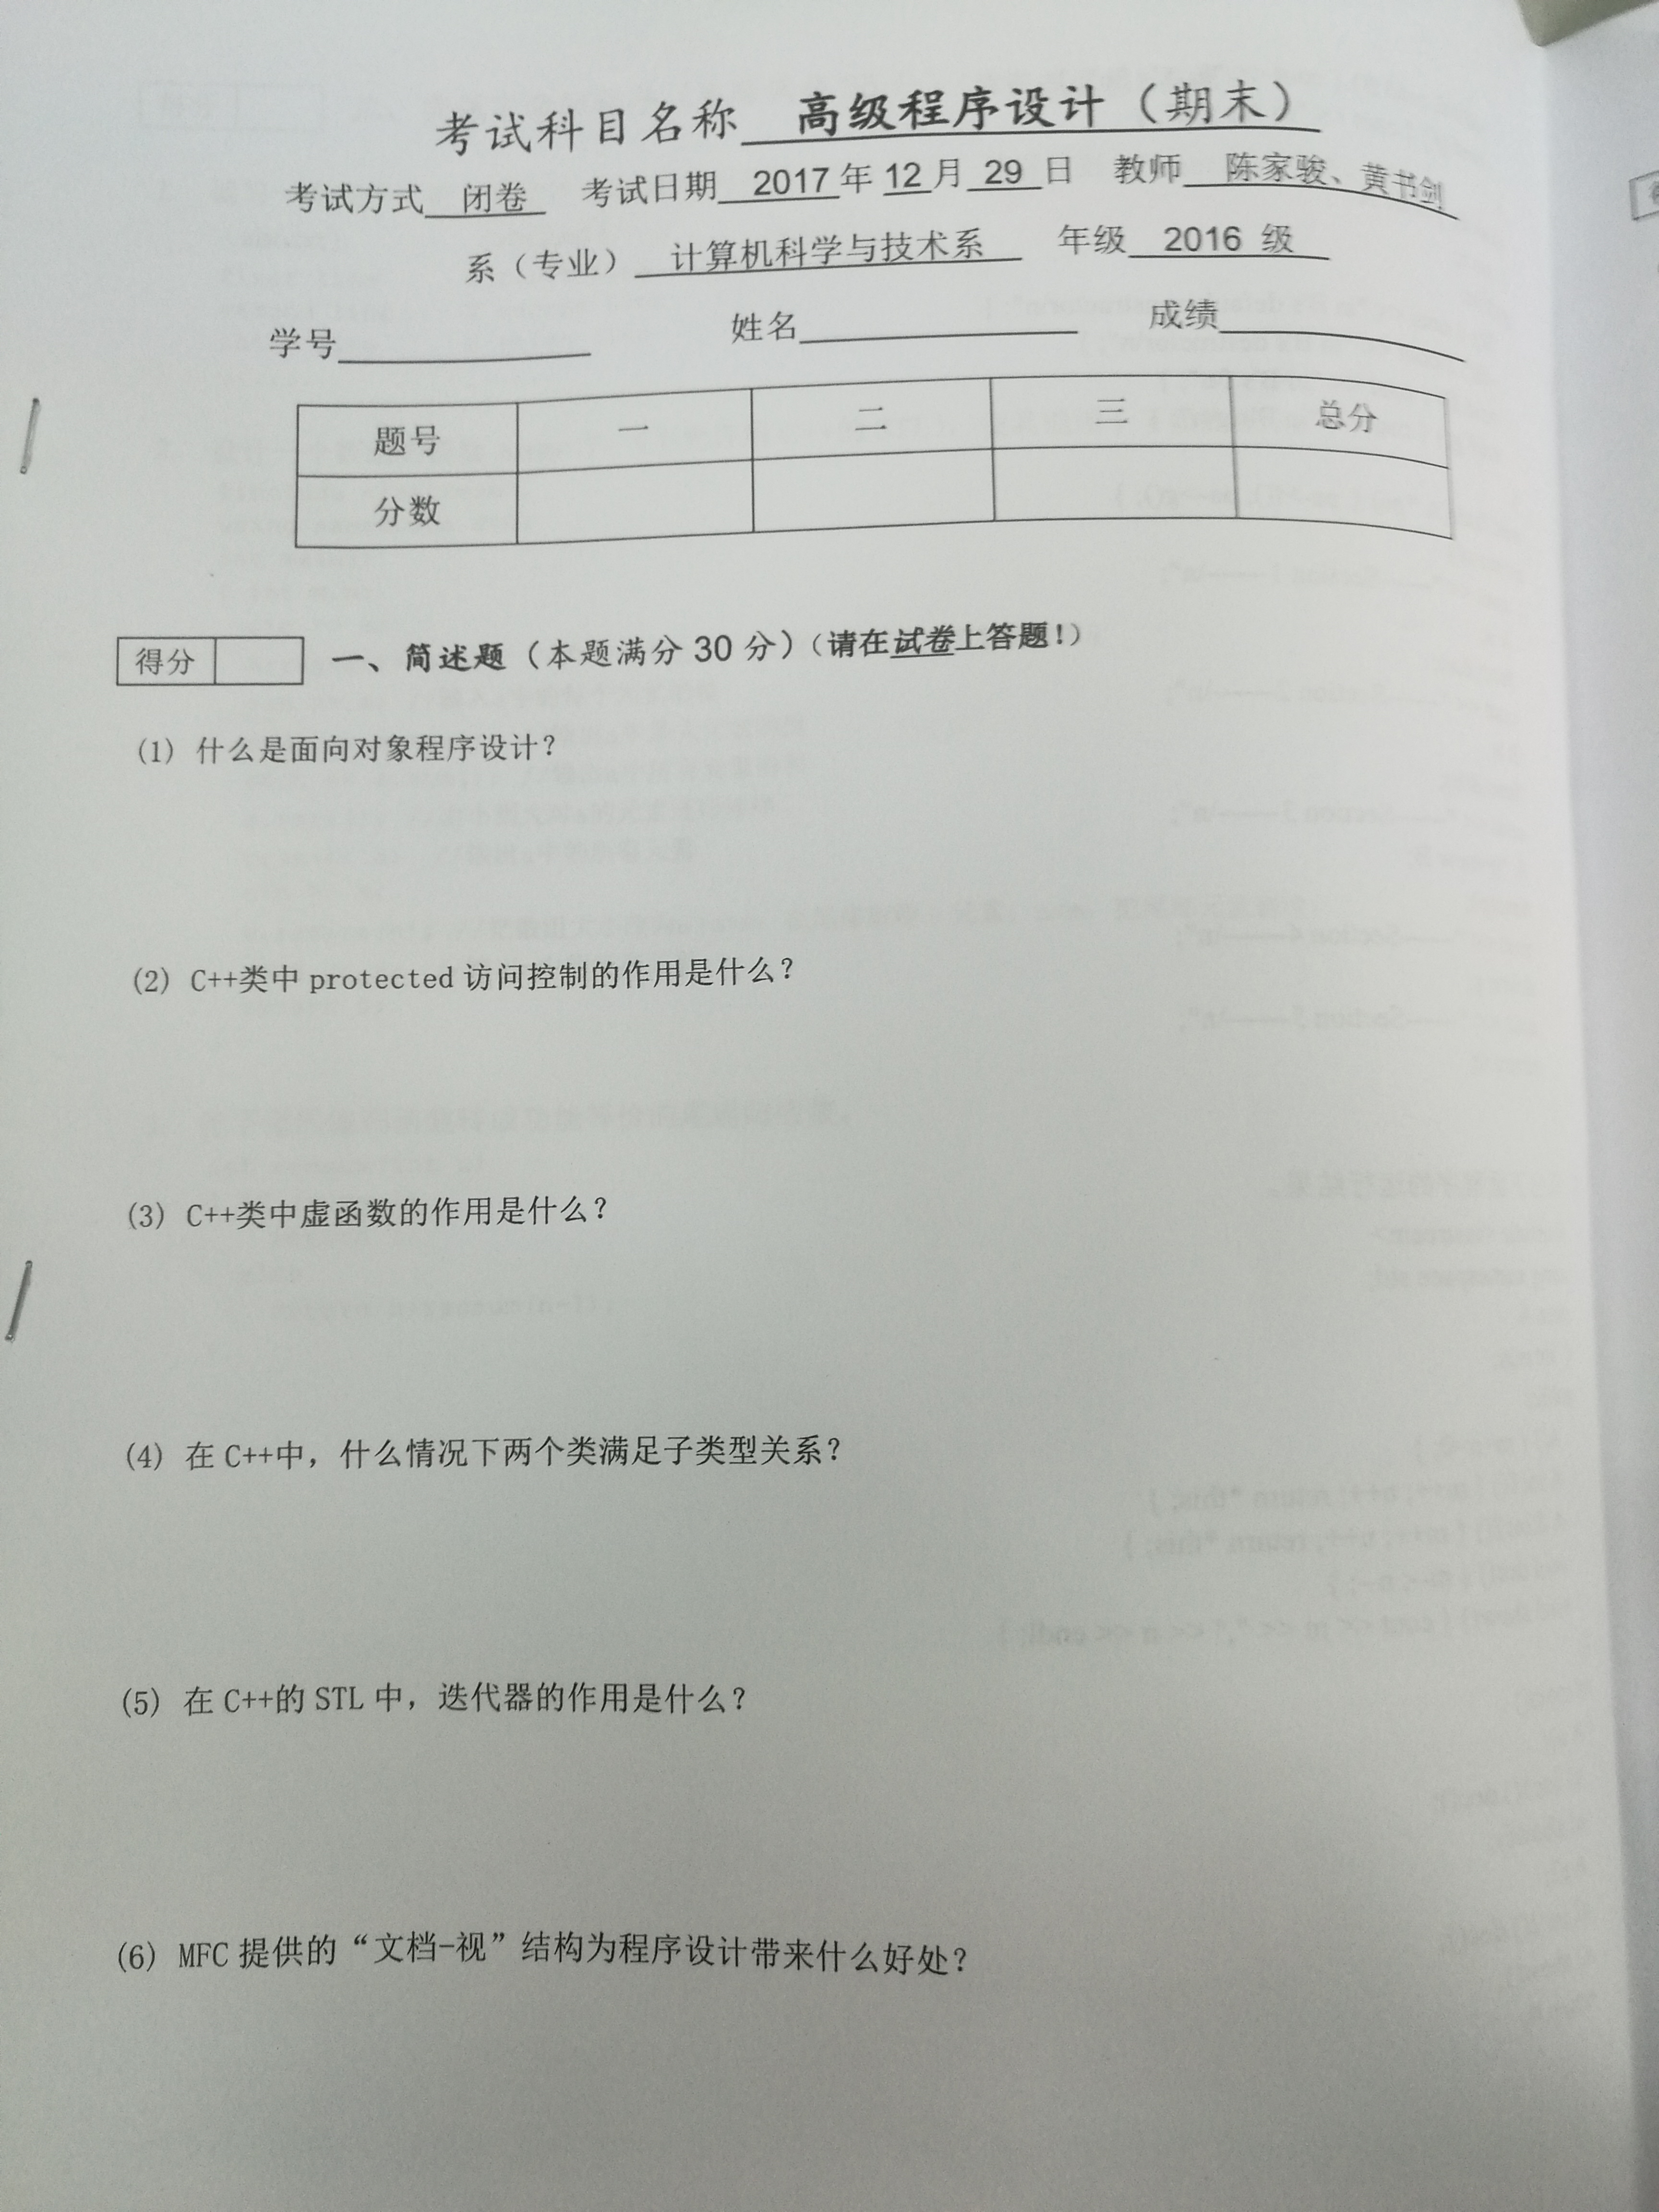 考试科目名称 高级程序设计（期末）
考试方式 闭卷 考试日期 2017 年 12 月 29 日 教师 陈家骏、黄书剑
系（专业） 计算机科学与技术系 年级 2016 级
学号 姓名 成绩
题号 一 二 三 总分
分数
得分 一、简述题（本题满分 30 分）（请在试卷上答题！）
(1) 什么是面向对象程序设计？
(2) C++类中 protected 访问控制的作用是什么？
(3) C++类中虚函数的作用是什么？
(4) 在 C++中，什么情况下两个类满足子类型关系？
(5) 在 C++的 STL 中，迭代器的作用是什么？
(6) MFC 提供的“文档-视”结构为程序设计带来什么好处？